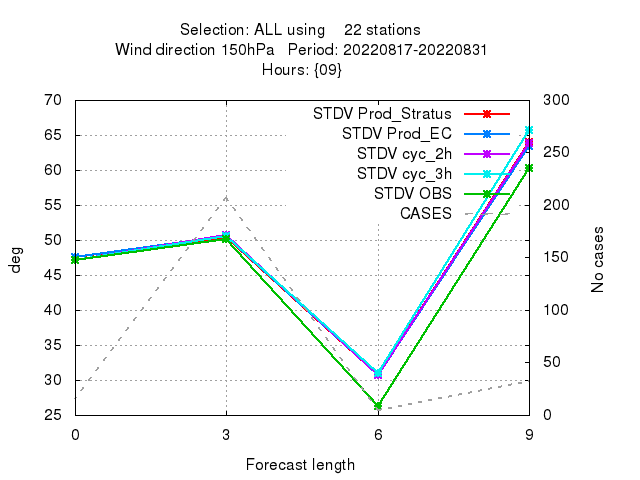 Selection: ALL using 22 stations
Wind direction 150hPa Period: 20220817-20220831
Hours: {09}
STDV Prod_Stratus
STDV Prod_EC
STDV cyc_2h
STDV cyc_3h
STDV OBS
CASES
70
65
60
55
50
45
40
35
30
25
deg
300
250
200
150
100
50
0
No cases
0 3 6 9
Forecast length